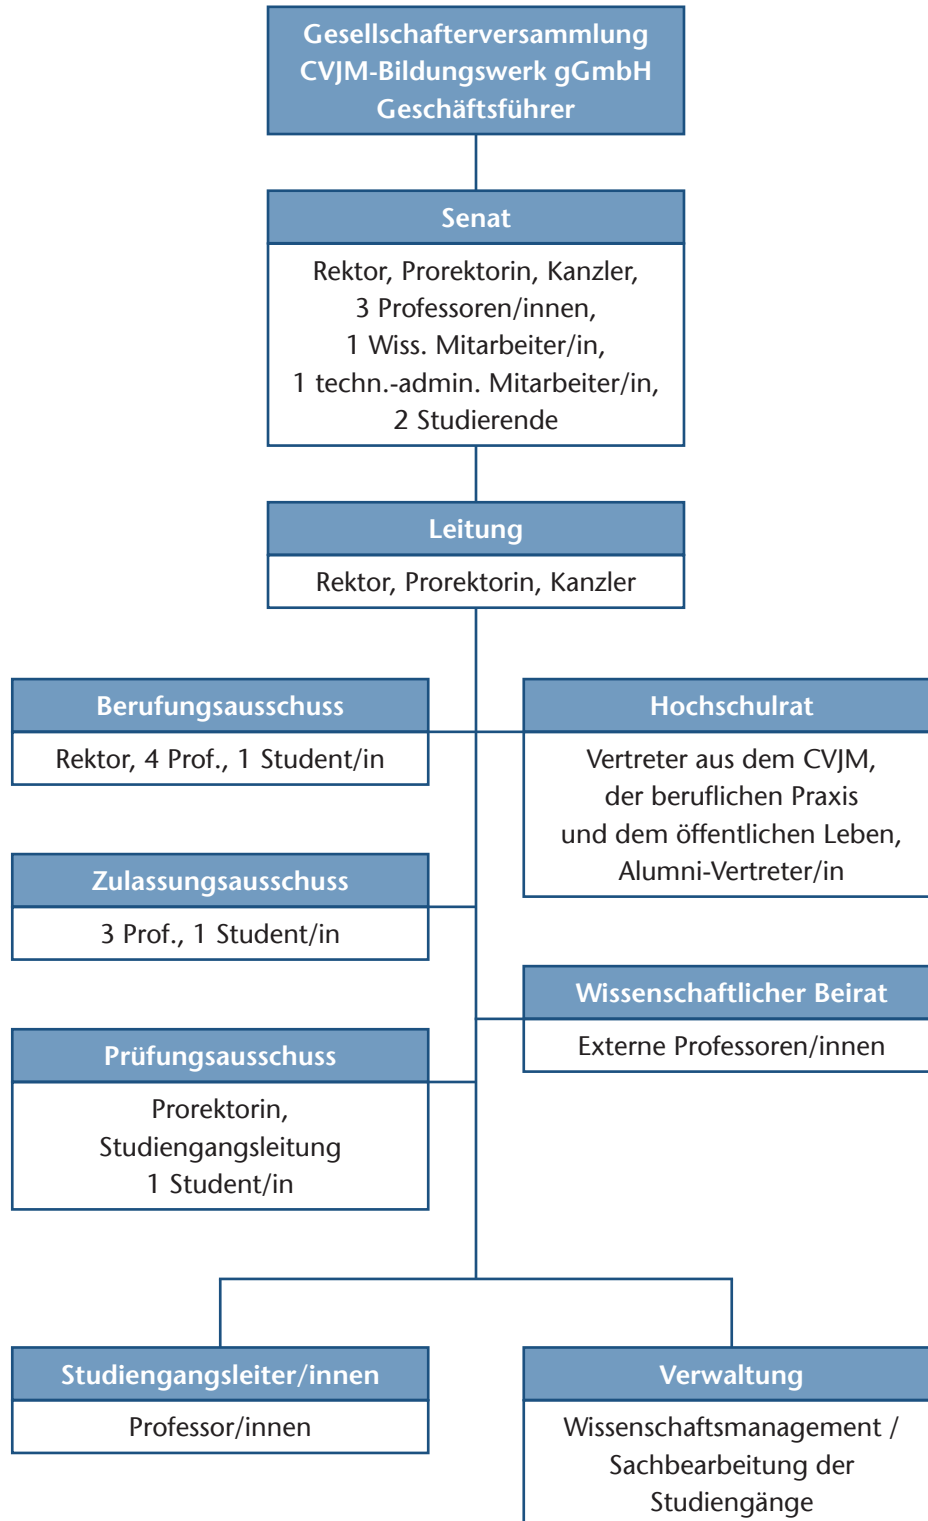 Gesellschafterversammlung
CVJM-Bildungswerk gGmbH
Geschäftsführer
Senat
Rektor, Prorektorin, Kanzler,
3 Professoren/innen,
1 Wiss. Mitarbeiter/in,
1 techn.-admin. Mitarbeiter/in,
2 Studierende
Leitung
Rektor, Prorektorin, Kanzler
Berufungsausschuss
Rektor, 4 Prof., 1 Student/in
Hochschulrat
Vertreter aus dem CVJM,
der beruflichen Praxis
und dem öffentlichen Leben,
Alumni-Vertreter/in
Zulassungsausschuss
3 Prof., 1 Student/in
Wissenschaftlicher Beirat
Externe Professoren/innen
Prüfungsausschuss
Prorektorin,
Studiengangsleitung
1 Student/in
Studiengangsleiter/innen
Professor/innen
Verwaltung
Wissenschaftsmanagement /
Sachbearbeitung der
Studiengänge